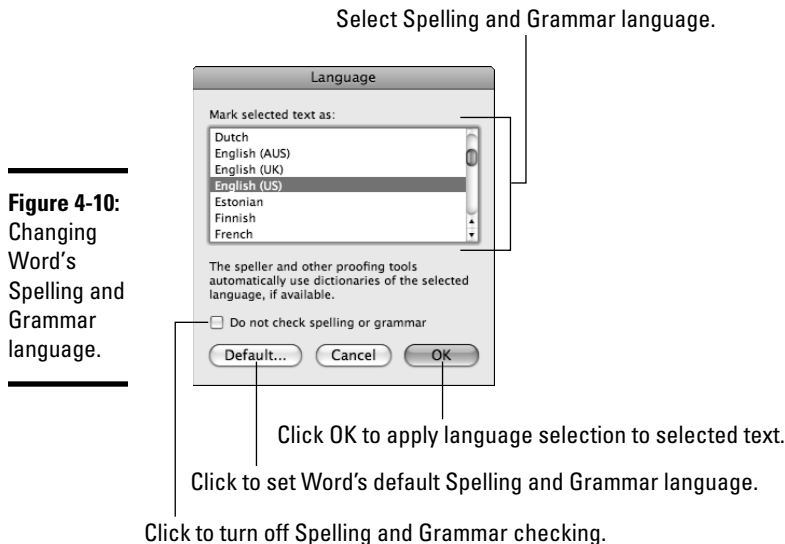 Select Spelling and Grammar language.
Language
Mark selected text as:
Dutch
English (AUS)
English (UK)
English (US)
Estonian
Finnish
French
Figure 4-10:
Changing
Word's
Spelling and
Grammar
language.
The speller and other proofing tools
automatically use dictionaries of the selected
language, if available.
Do not check spelling or grammar
Default... Cancel OK
Click OK to apply language selection to selected text.
Click to set Word's default Spelling and Grammar language.
Click to turn off Spelling and Grammar checking.